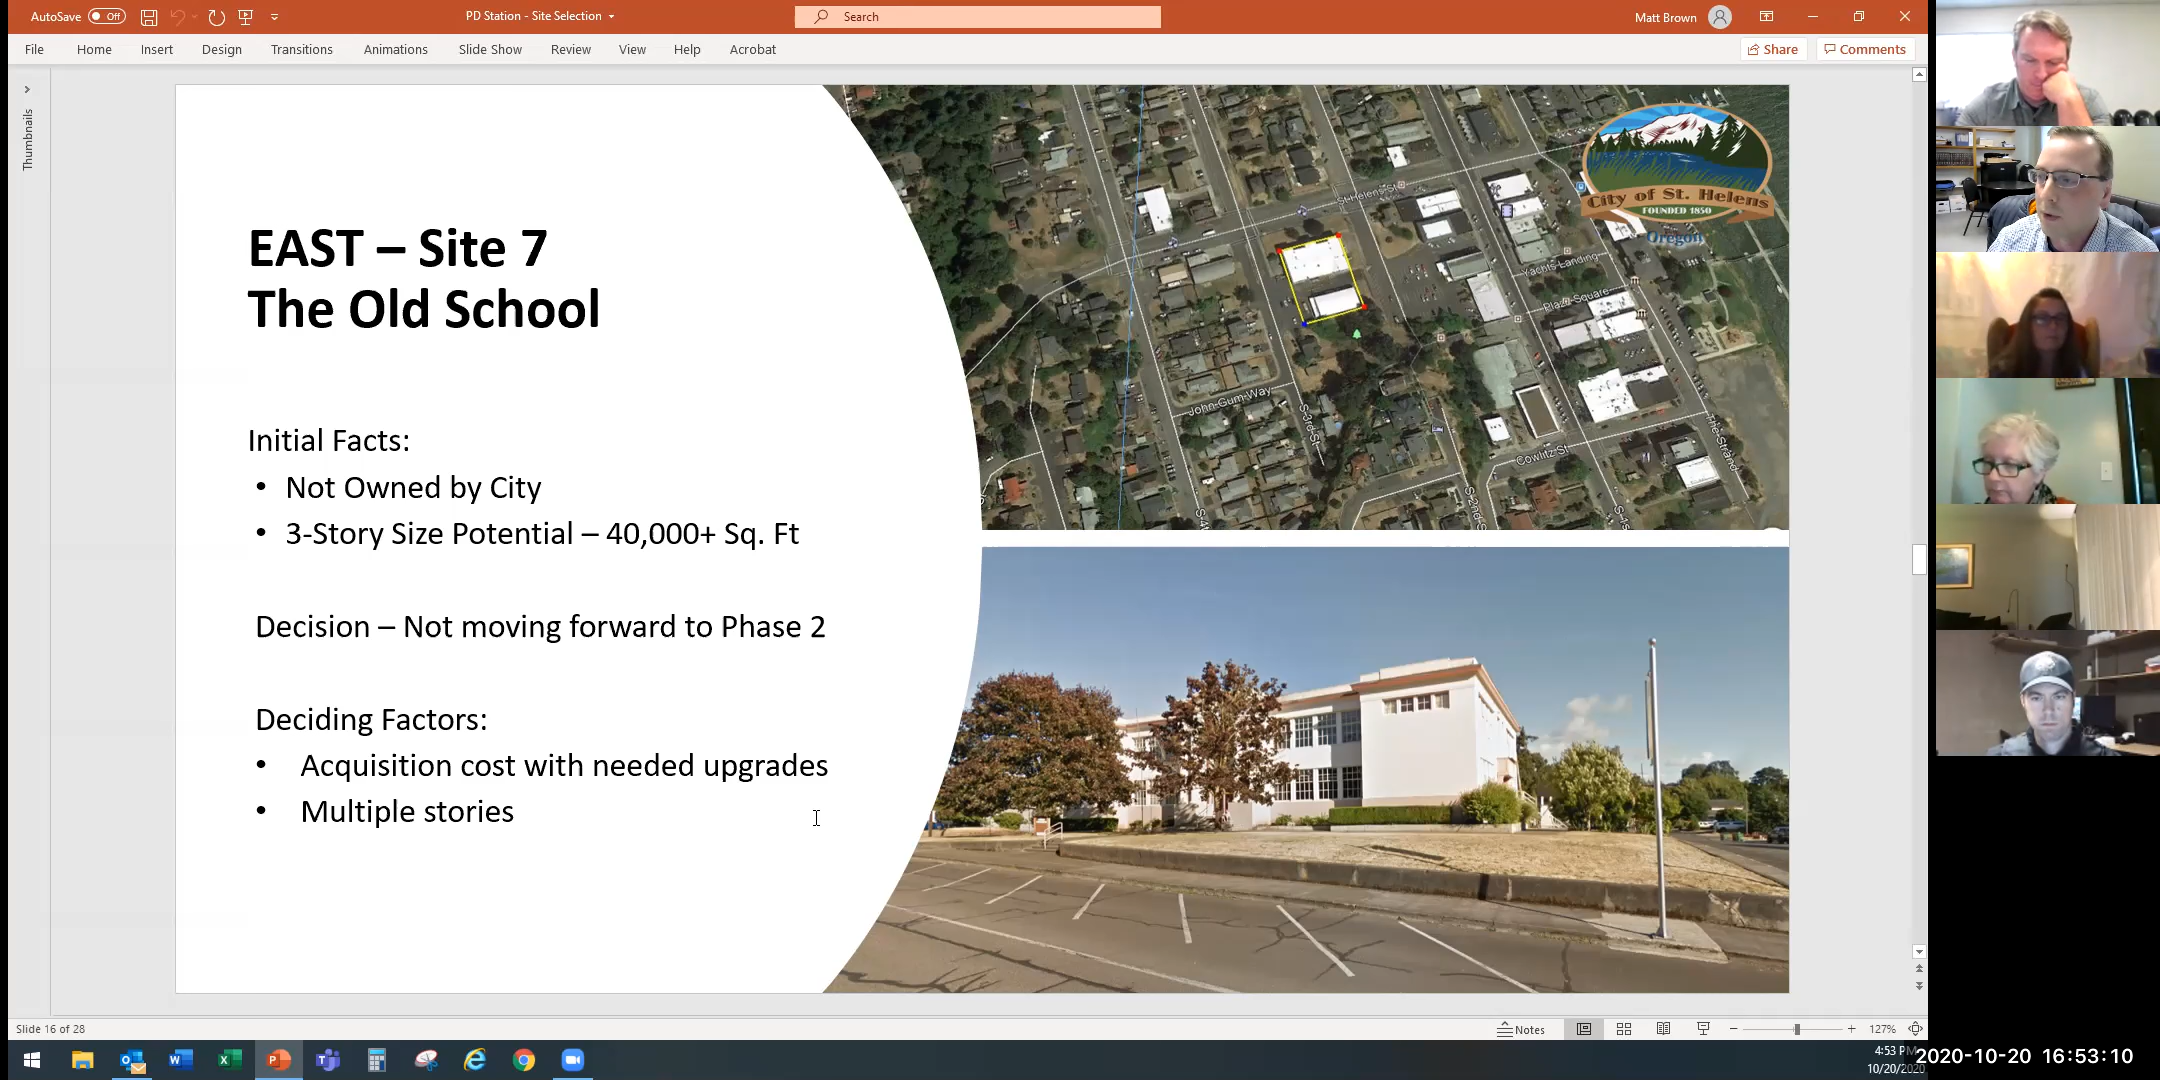 AutoSave Off
PD Station - Site Selection
Search
Matt Brown
File Home Insert Design Transitions Animations Slide Show Review View Help Acrobat
Share
Comments
Thumbnails
EAST – Site 7
The Old School
Initial Facts:
• Not Owned by City
• 3-Story Size Potential – 40,000+ Sq. Ft
Decision – Not moving forward to Phase 2
Deciding Factors:
• Acquisition cost with needed upgrades
• Multiple stories
City of St. Helens
FOUNDED 1850
Oregon
St Helens St
Yachts Landing
Plaza Square
John Gum Way
S 3rd St
Cowlitz St
The Strand
S 2nd S
S 1s
S 4t
Slide 16 of 28
Notes
127%
4:53 PM
10/20/2020
2020-10-20 16:53:10